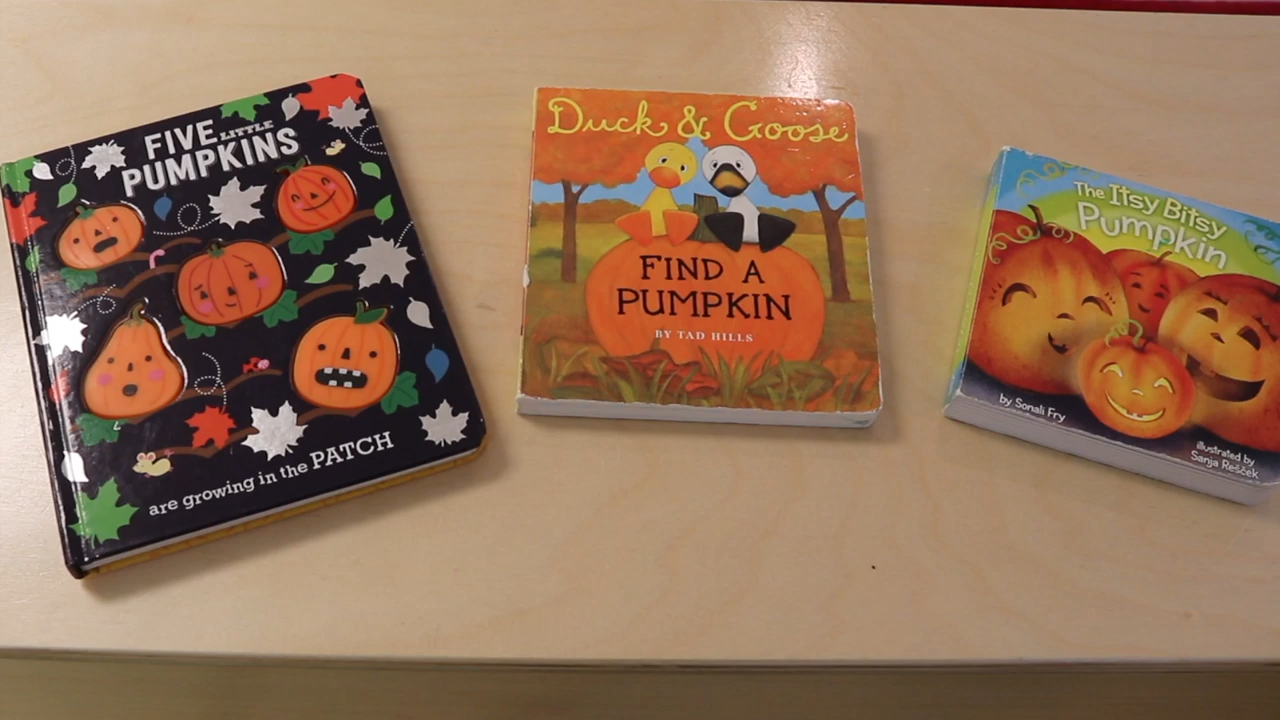 FIVE LITTLE
PUMPKINS
are growing in the PATCH
Duck & Goose
FIND A
PUMPKIN
BY TAD HILLS
The Itsy Bitsy
Pumpkin
by Sonali Fry
illustrated by
Sanja Rešček